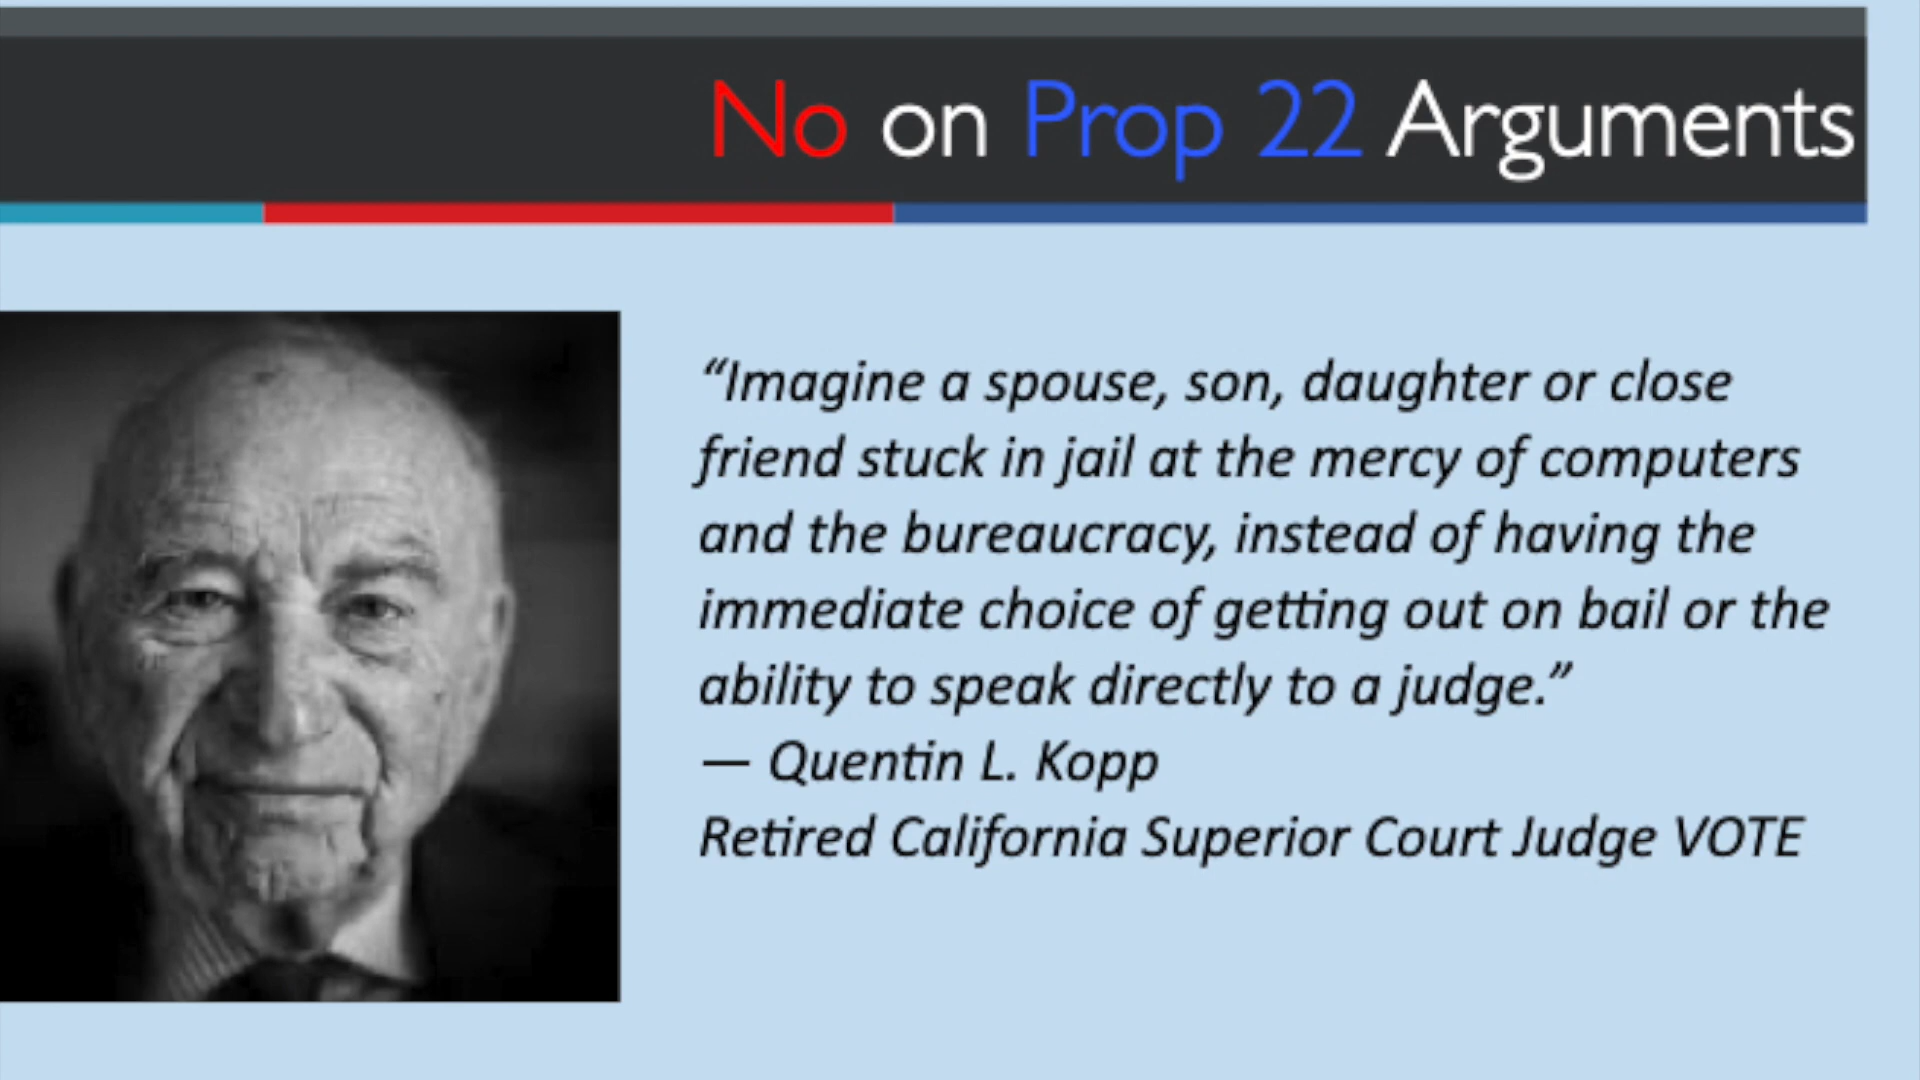 No on Prop 22 Arguments
“Imagine a spouse, son, daughter or close
friend stuck in jail at the mercy of computers
and the bureaucracy, instead of having the
immediate choice of getting out on bail or the
ability to speak directly to a judge.”
— Quentin L. Kopp
Retired California Superior Court Judge VOTE